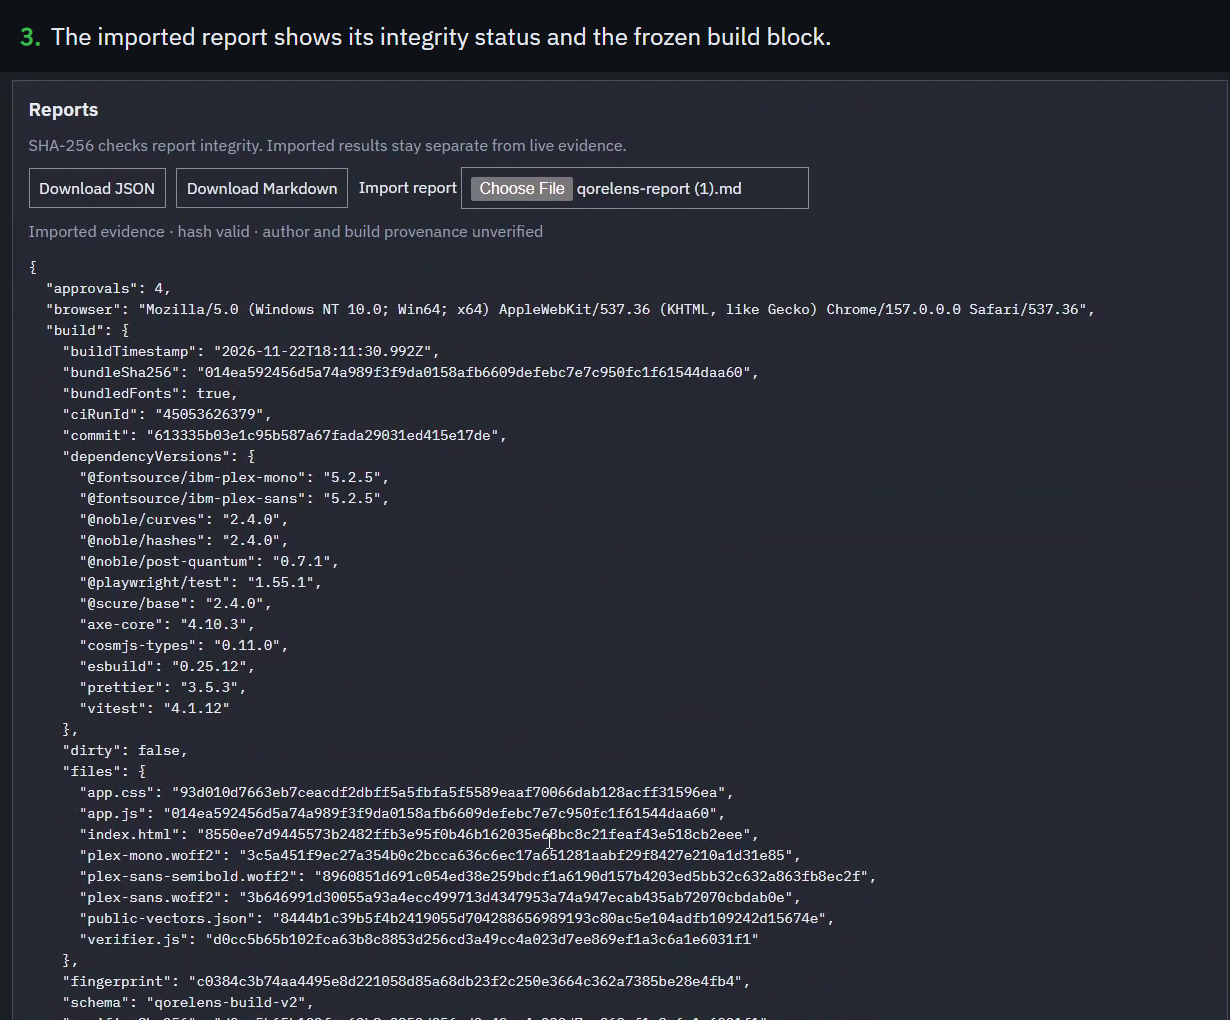 3. The imported report shows its integrity status and the frozen build block.
Reports
SHA-256 checks report integrity. Imported results stay separate from live evidence.
Download JSON Download Markdown Import report Choose File qorelens-report (1).md
Imported evidence · hash valid · author and build provenance unverified
{
"approvals": 4,
"browser": "Mozilla/5.0 (Windows NT 10.0; Win64; x64) AppleWebKit/537.36 (KHTML, like Gecko) Chrome/157.0.0.0 Safari/537.36",
"build": {
"buildTimestamp": "2026-11-22T18:11:30.992Z",
"bundleSha256": "014ea592456d5a74a989f3f9da0158afb6609defebc7e7c950fc1f61544daa60",
"bundledFonts": true,
"ciRunId": "45053626379",
"commit": "613335b03e1c95b587a67fada29031ed415e17de",
"dependencyVersions": {
"@fontsource/ibm-plex-mono": "5.2.5",
"@fontsource/ibm-plex-sans": "5.2.5",
"@noble/curves": "2.4.0",
"@noble/hashes": "2.4.0",
"@noble/post-quantum": "0.7.1",
"@playwright/test": "1.55.1",
"@scure/base": "2.4.0",
"axe-core": "4.10.3",
"cosmjs-types": "0.11.0",
"esbuild": "0.25.12",
"prettier": "3.5.3",
"vitest": "4.1.12"
},
"dirty": false,
"files": {
"app.css": "93d010d7663eb7ceacdf2dbff5a5fbfa5f5589eaaf70066dab128acff31596ea",
"app.js": "014ea592456d5a74a989f3f9da0158afb6609defebc7e7c950fc1f61544daa60",
"index.html": "8550ee7d9445573b2482ffb3e95f0b46b162035e68bc8c21feaf43e518cb2eee",
"plex-mono.woff2": "3c5a451f9ec27a354b0c2bcca636c6ec17a651281aabf29f8427e210a1d31e85",
"plex-sans-semibold.woff2": "8960851d691c054ed38e259bdcf1a6190d157b4203ed5bb32c632a863fb8ec2f",
"plex-sans.woff2": "3b646991d30055a93a4ecc499713d4347953a74a947ecab435ab72070cbdab0e",
"public-vectors.json": "8444b1c39b5f4b2419055d704288656989193c80ac5e104adfb109242d15674e",
"verifier.js": "d0cc5b65b102fca63b8c8853d256cd3a49cc4a023d7ee869ef1a3c6a1e6031f1"
},
"fingerprint": "c0384c3b74aa4495e8d221058d85a68db23f2c250e3664c362a7385be28e4fb4",
"schema": "qorelens-build-v2",